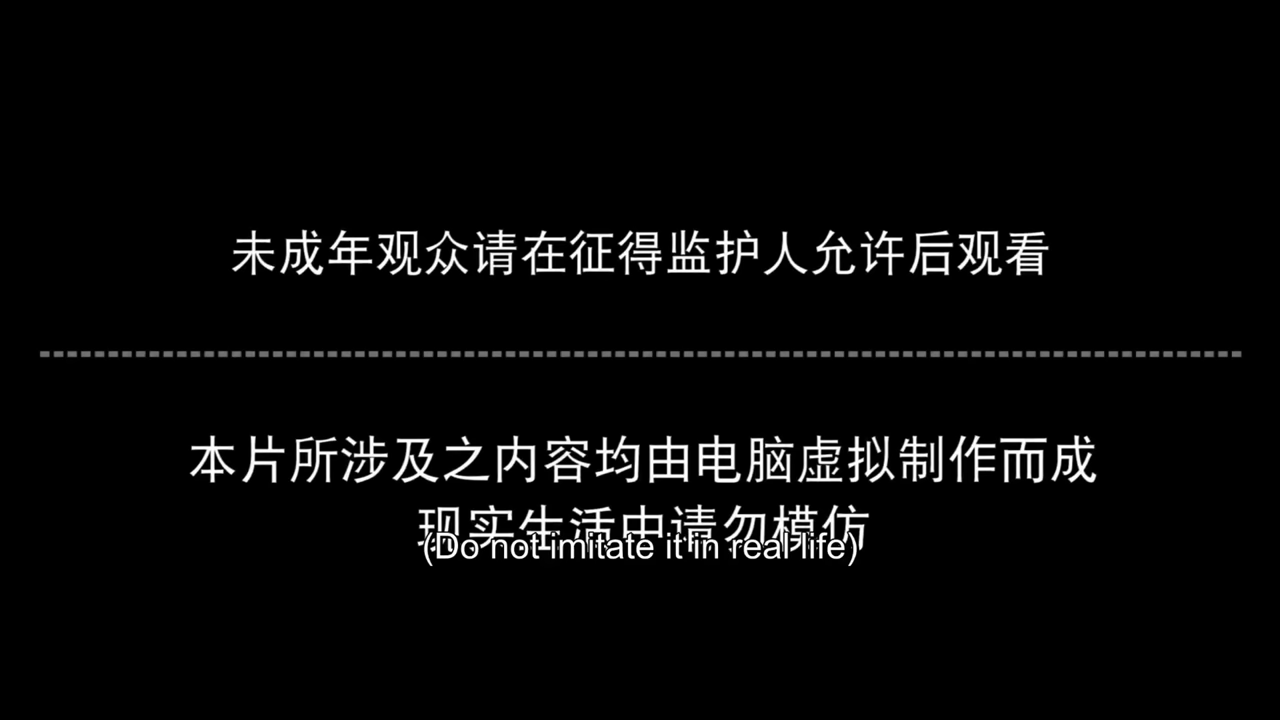 未成年观众请在征得监护人允许后观看
本片所涉及之内容均由电脑虚拟制作而成
现实生活中请勿模仿
(Do not imitate it in real life)